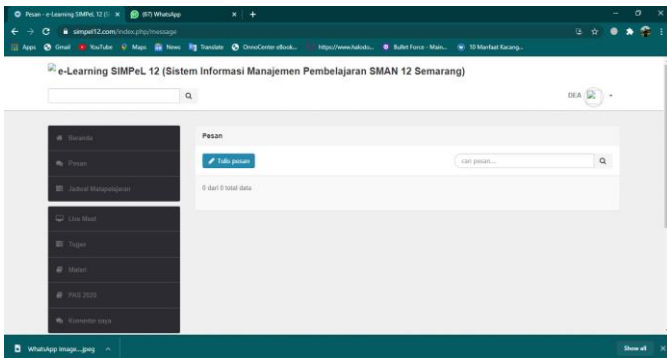 Pesan - e-Learning SIMPeL 12 (S
(67) WhatsApp
simpel12.com/index.php/message
Apps Gmail YouTube Maps News Translate OnnoCenter eBook... https://www.halodo... Bullet Force - Main... 10 Manfaat Kacang...
e-Learning SIMPeL 12 (Sistem Informasi Manajemen Pembelajaran SMAN 12 Semarang)
DEA
Beranda
Pesan
Jadwal Matapelajaran
Live Meet
Tugas
Materi
PAS 2020
Komentar saya
Pesan
Tulis pesan
cari pesan...
0 dari 0 total data
WhatsApp Image....jpeg
Show all